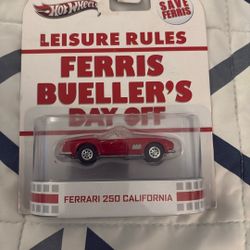 Hot Wheels
SAVE
FERRIS
LEISURE RULES
FERRIS
BUELLER'S
DAY OFF
FERRARI 250 CALIFORNIA